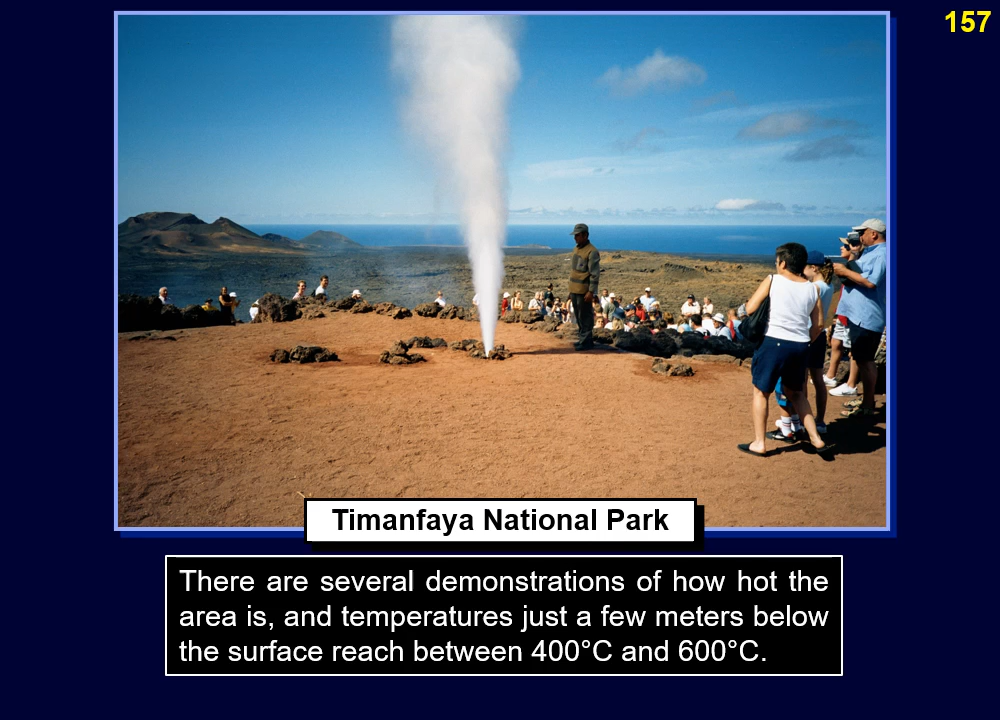 157
Timanfaya National Park
There are several demonstrations of how hot the
area is, and temperatures just a few meters below
the surface reach between 400°C and 600°C.